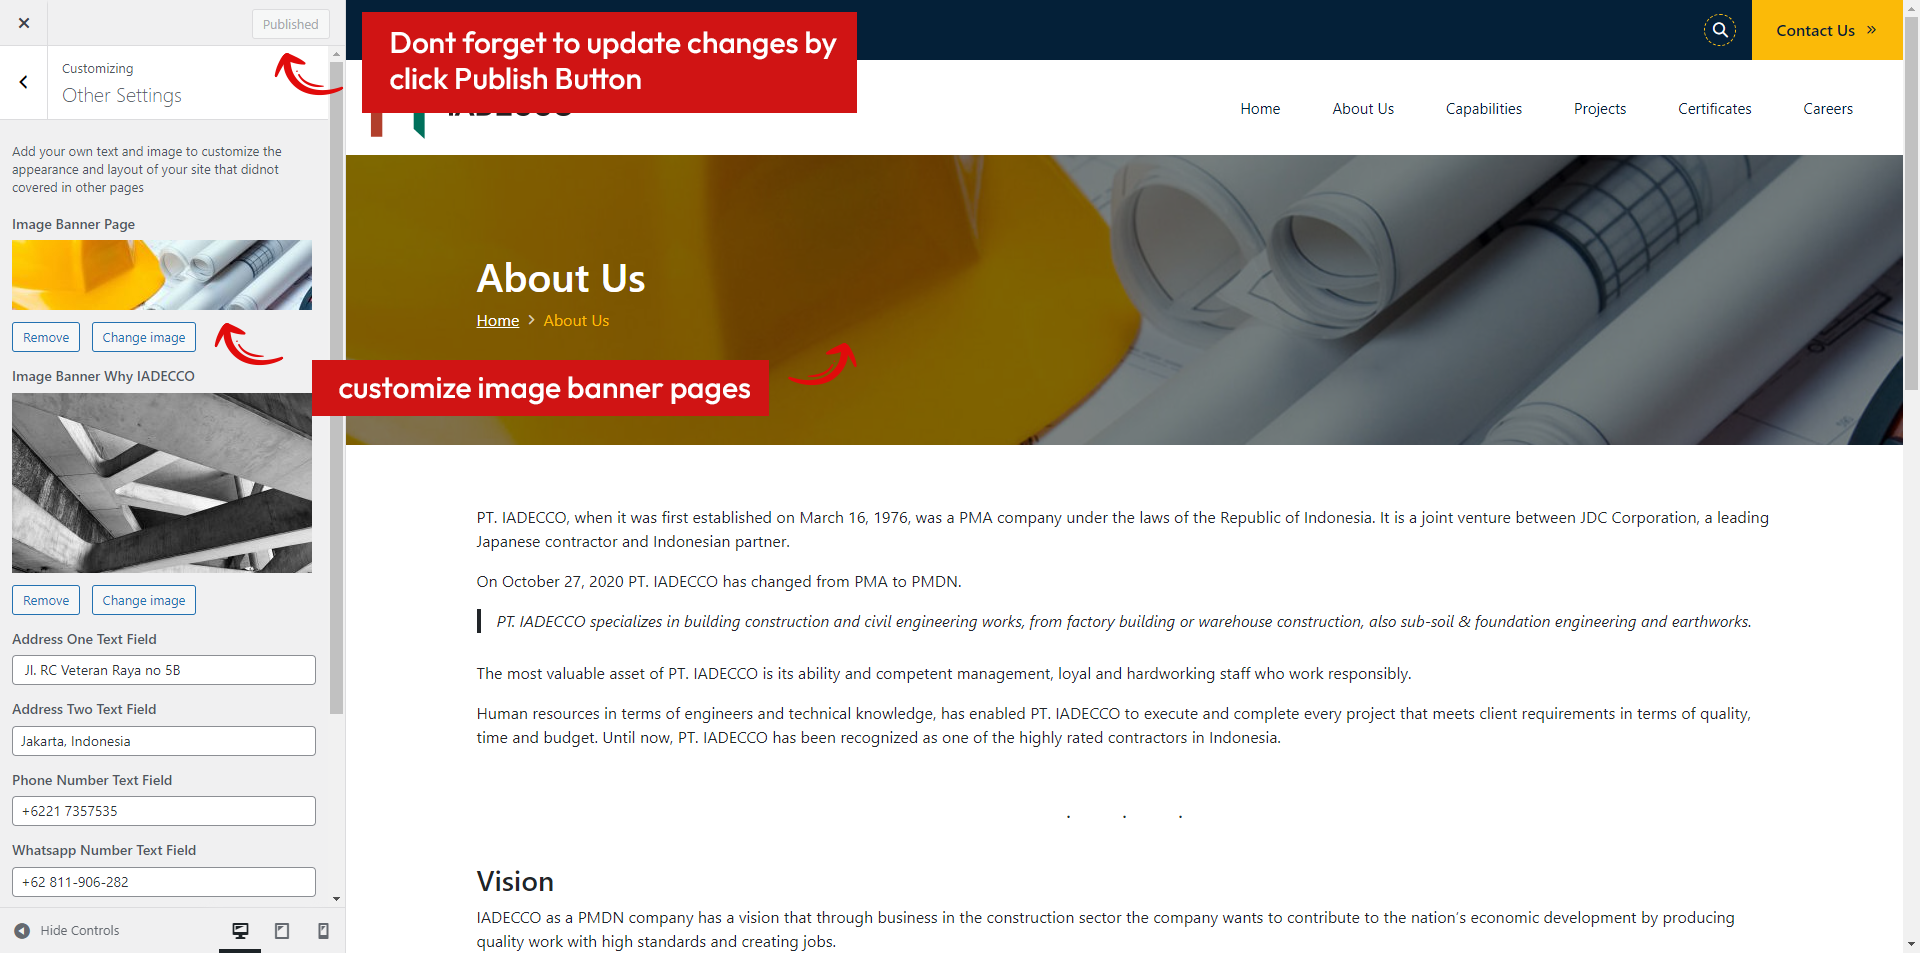 Published
Customizing
Other Settings
Add your own text and image to customize the
appearance and layout of your site that didnot
covered in other pages
Image Banner Page
Remove
Change image
Image Banner Why IADECCO
Remove
Change image
Address One Text Field
Jl. RC Veteran Raya no 5B
Address Two Text Field
Jakarta, Indonesia
Phone Number Text Field
+6221 7357535
Whatsapp Number Text Field
+62 811-906-282
Hide Controls
Dont forget to update changes by
click Publish Button
customize image banner pages
Contact Us »
IADECCO
Home
About Us
Capabilities
Projects
Certificates
Careers
About Us
Home > About Us
PT. IADECCO, when it was first established on March 16, 1976, was a PMA company under the laws of the Republic of Indonesia. It is a joint venture between JDC Corporation, a leading
Japanese contractor and Indonesian partner.
On October 27, 2020 PT. IADECCO has changed from PMA to PMDN.
PT. IADECCO specializes in building construction and civil engineering works, from factory building or warehouse construction, also sub-soil & foundation engineering and earthworks.
The most valuable asset of PT. IADECCO is its ability and competent management, loyal and hardworking staff who work responsibly.
Human resources in terms of engineers and technical knowledge, has enabled PT. IADECCO to execute and complete every project that meets client requirements in terms of quality,
time and budget. Until now, PT. IADECCO has been recognized as one of the highly rated contractors in Indonesia.
. . .
Vision
IADECCO as a PMDN company has a vision that through business in the construction sector the company wants to contribute to the nation's economic development by producing
quality work with high standards and creating jobs.